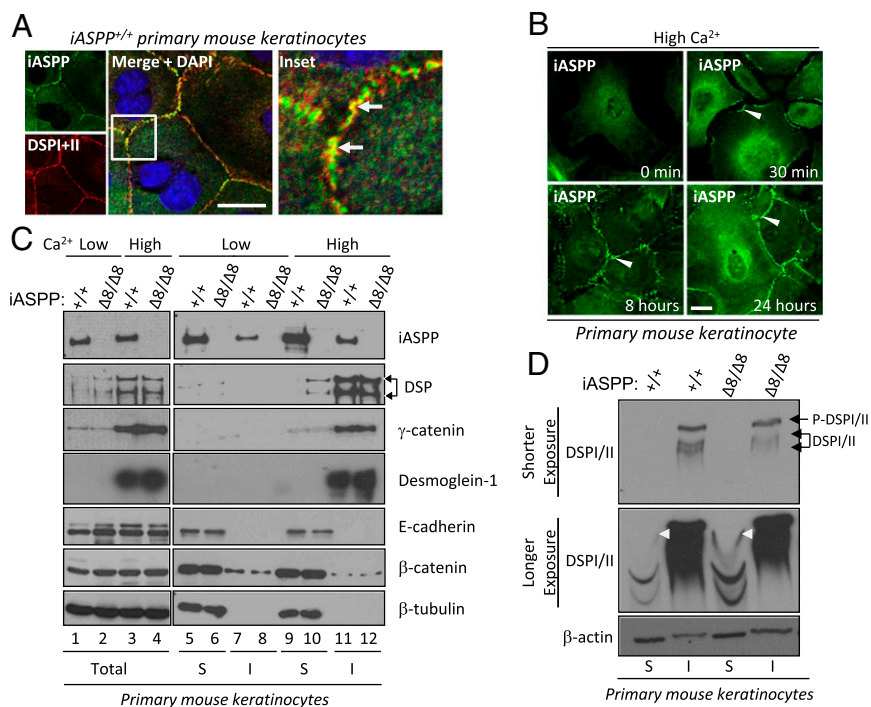 A
iASPP+/+ primary mouse keratinocytes
iASPP
Merge + DAPI
Inset
DSPI+II
B
High Ca2+
iASPP
iASPP
0 min
30 min
iASPP
iASPP
8 hours
24 hours
Primary mouse keratinocyte
C
Ca2+ Low High Low High
iASPP: +/+ Δ8/Δ8 +/+ Δ8/Δ8 +/+ Δ8/Δ8 +/+ Δ8/Δ8 +/+ Δ8/Δ8 +/+ Δ8/Δ8
iASPP
DSP
γ-catenin
Desmoglein-1
E-cadherin
β-catenin
β-tubulin
1 2 3 4 5 6 7 8 9 10 11 12
Total S I S I
Primary mouse keratinocytes
D
iASPP: +/+ +/+ Δ8/Δ8 Δ8/Δ8
Shorter Exposure
DSPI/II
P-DSPI/II
DSPI/II
Longer Exposure
DSPI/II
β-actin
S I S I
Primary mouse keratinocytes